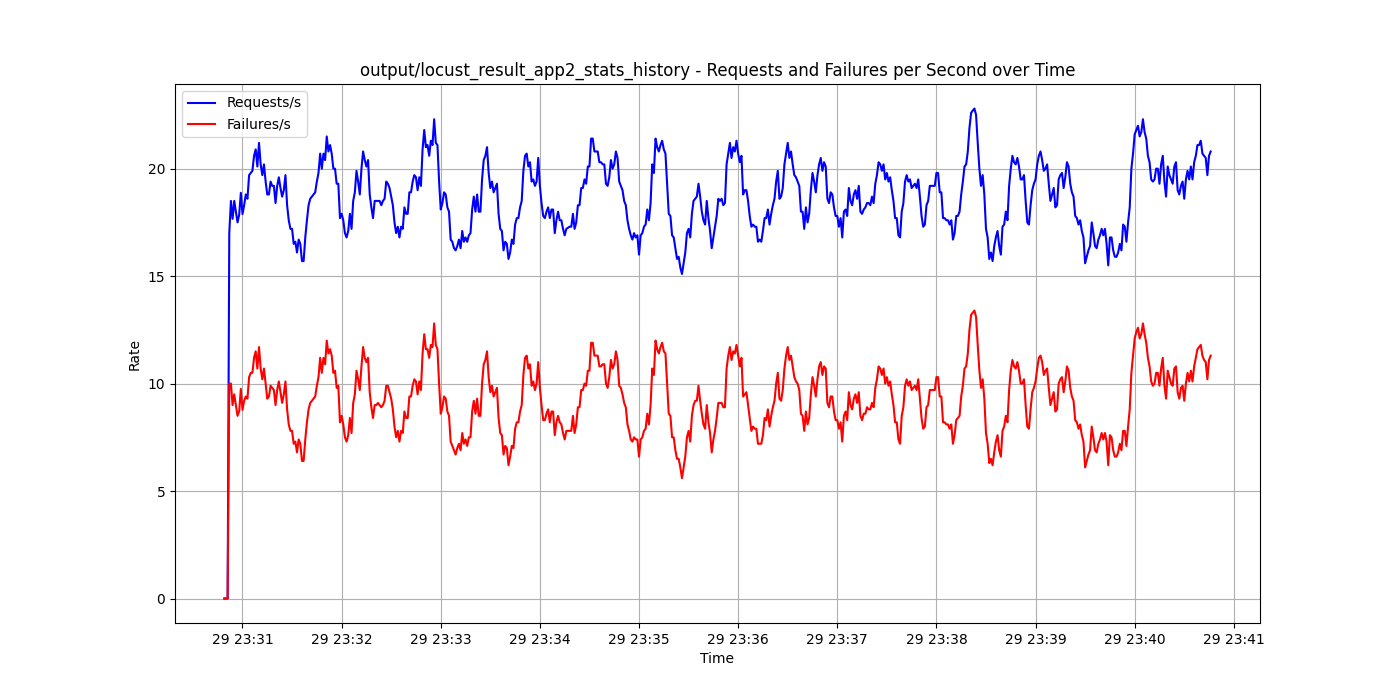 output/locust_result_app2_stats_history - Requests and Failures per Second over Time
Requests/s
Failures/s
Rate
20
15
10
5
0
29 23:31 29 23:32 29 23:33 29 23:34 29 23:35 29 23:36 29 23:37 29 23:38 29 23:39 29 23:40 29 23:41
Time